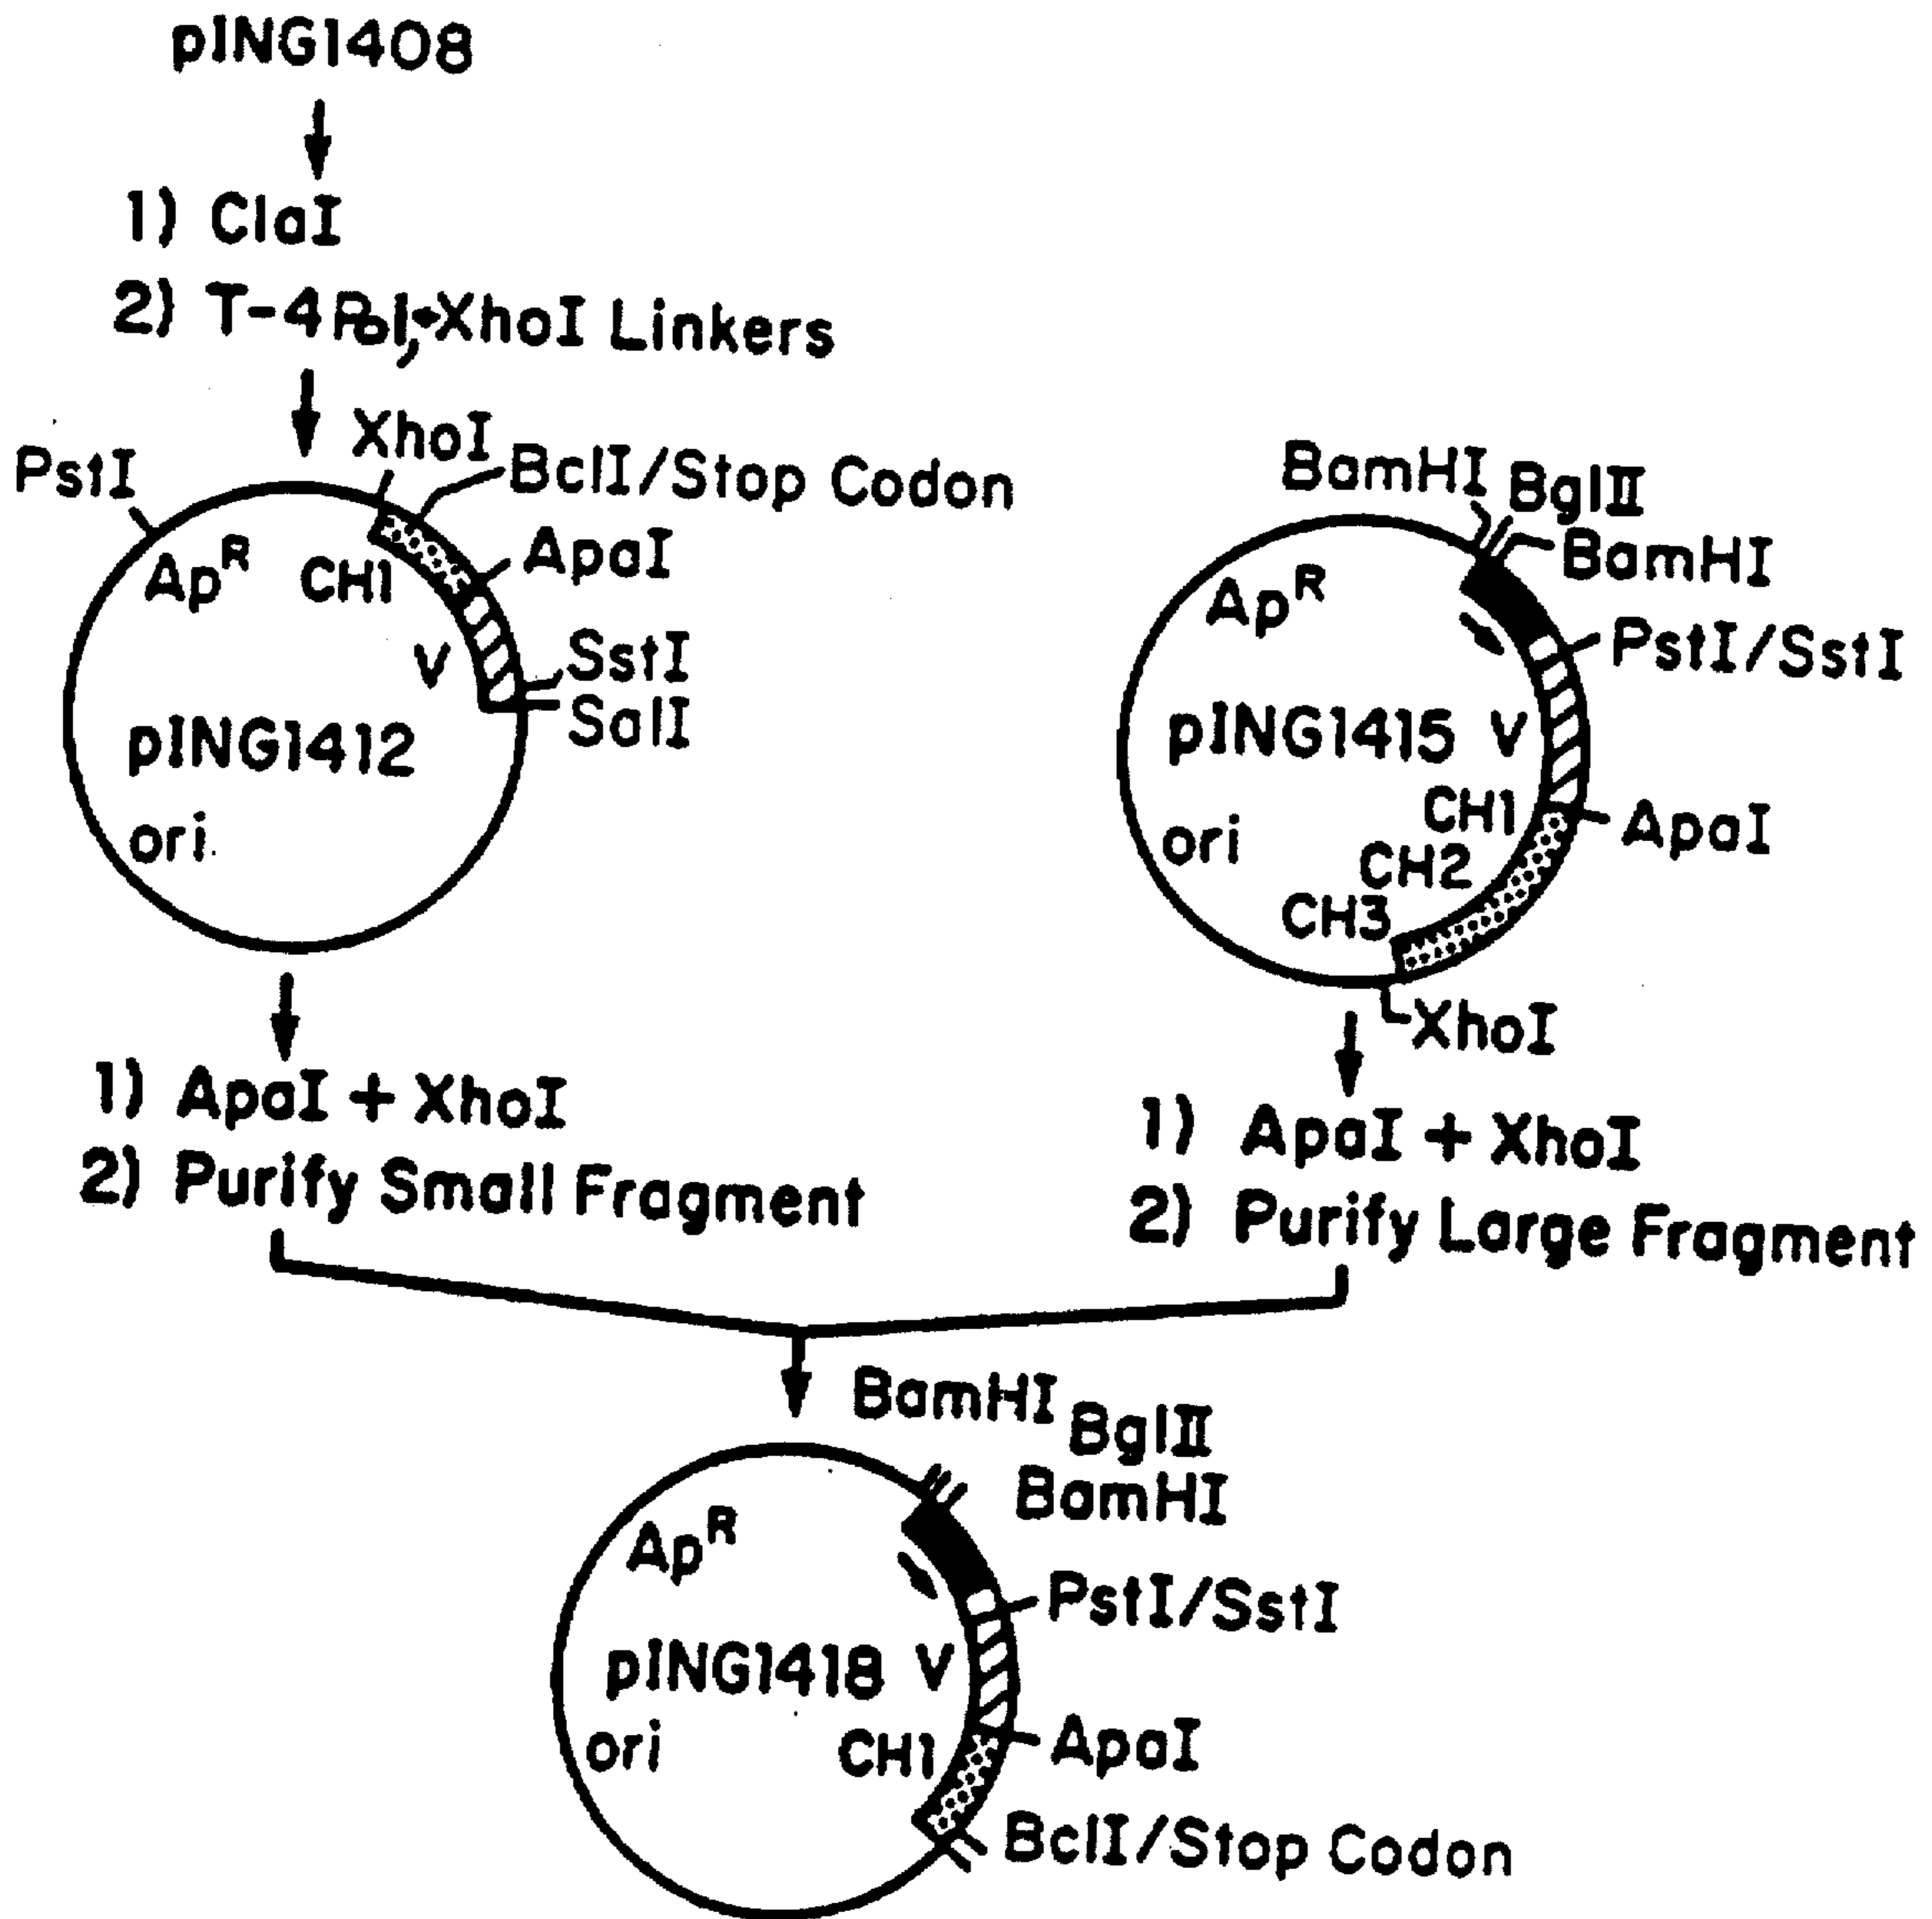 pING1408
1) ClaI
2) T-4 Pol, XhoI Linkers
XhoI
PstI
BclI/Stop Codon
ApaI
ApR
CH1
V
SstI
SalI
pING1412
ori
1) ApaI + XhoI
2) Purify Small Fragment
BamHI
BglII
BamHI
ApR
PstI/SstI
pING1415 V
CH1
ApaI
ori
CH2
CH3
XhoI
1) ApaI + XhoI
2) Purify Large Fragment
BamHI
BglII
BamHI
ApR
PstI/SstI
pING1418 V
ori
CH1
ApaI
BclI/Stop Codon